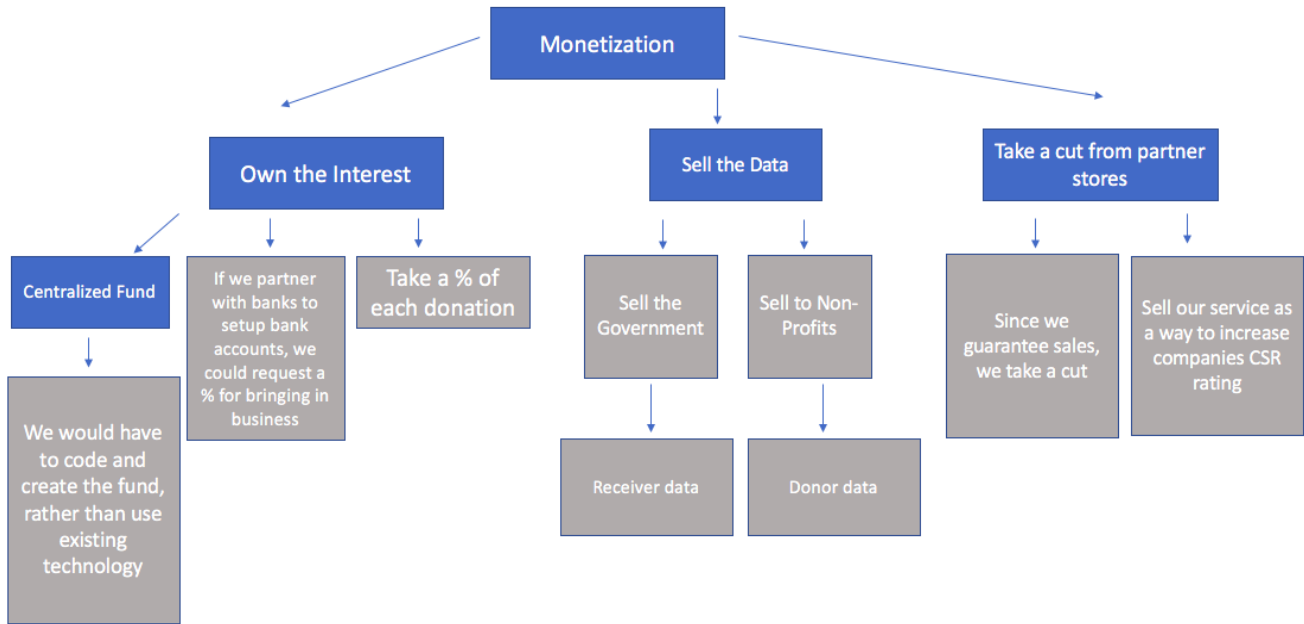 Monetization
Own the Interest
Sell the Data
Take a cut from partner
stores
Centralized Fund
If we partner
with banks to
setup bank
accounts, we
could request a
% for bringing in
business
Take a % of
each donation
Sell the
Government
Sell to Non-
Profits
Since we
guarantee sales,
we take a cut
Sell our service as
a way to increase
companies CSR
rating
We would have
to code and
create the fund,
rather than use
existing
technology
Receiver data
Donor data